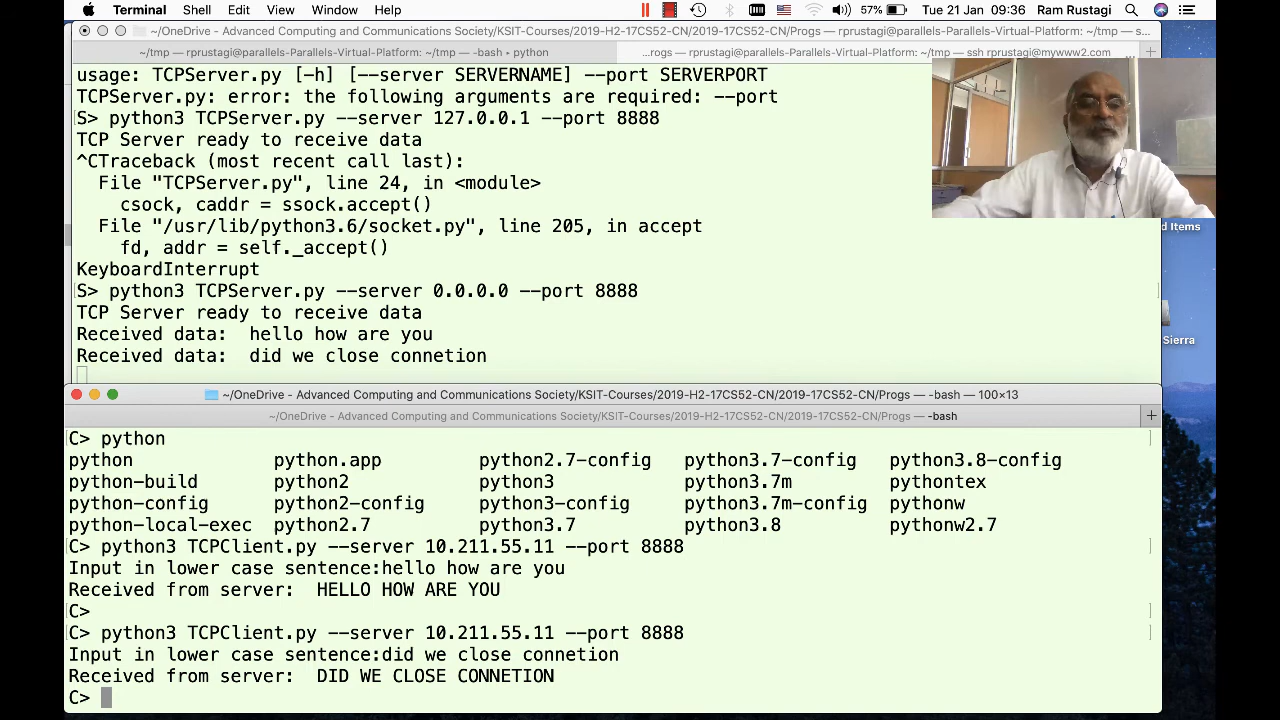 Terminal Shell Edit View Window Help 57% Tue 21 Jan 09:36 Ram Rustagi
~/OneDrive - Advanced Computing and Communications Society/KSIT-Courses/2019-H2-17CS52-CN/2019-17CS52-CN/Progs — rprustagi@parallels-Parallels-Virtual-Platform: ~/tmp — s...
~/tmp — rprustagi@parallels-Parallels-Virtual-Platform: ~/tmp — -bash • python ...rogs — rprustagi@parallels-Parallels-Virtual-Platform: ~/tmp — ssh rprustagi@mywww2.com +
usage: TCPServer.py [-h] [--server SERVERNAME] --port SERVERPORT
TCPServer.py: error: the following arguments are required: --port
S> python3 TCPServer.py --server 127.0.0.1 --port 8888
TCP Server ready to receive data
^CTraceback (most recent call last):
File "TCPServer.py", line 24, in <module>
csock, caddr = ssock.accept()
File "/usr/lib/python3.6/socket.py", line 205, in accept
fd, addr = self._accept()
KeyboardInterrupt
S> python3 TCPServer.py --server 0.0.0.0 --port 8888
TCP Server ready to receive data
Received data:  hello how are you
Received data:  did we close connetion
d Items
Sierra
~/OneDrive - Advanced Computing and Communications Society/KSIT-Courses/2019-H2-17CS52-CN/2019-17CS52-CN/Progs — -bash — 100×13
~/OneDrive - Advanced Computing and Communications Society/KSIT-Courses/2019-H2-17CS52-CN/2019-17CS52-CN/Progs — -bash +
C> python
python python.app python2.7-config python3.7-config python3.8-config
python-build python2 python3 python3.7m pythontex
python-config python2-config python3-config python3.7m-config pythonw
python-local-exec python2.7 python3.7 python3.8 pythonw2.7
C> python3 TCPClient.py --server 10.211.55.11 --port 8888
Input in lower case sentence:hello how are you
Received from server:  HELLO HOW ARE YOU
C>
C> python3 TCPClient.py --server 10.211.55.11 --port 8888
Input in lower case sentence:did we close connetion
Received from server:  DID WE CLOSE CONNETION
C>